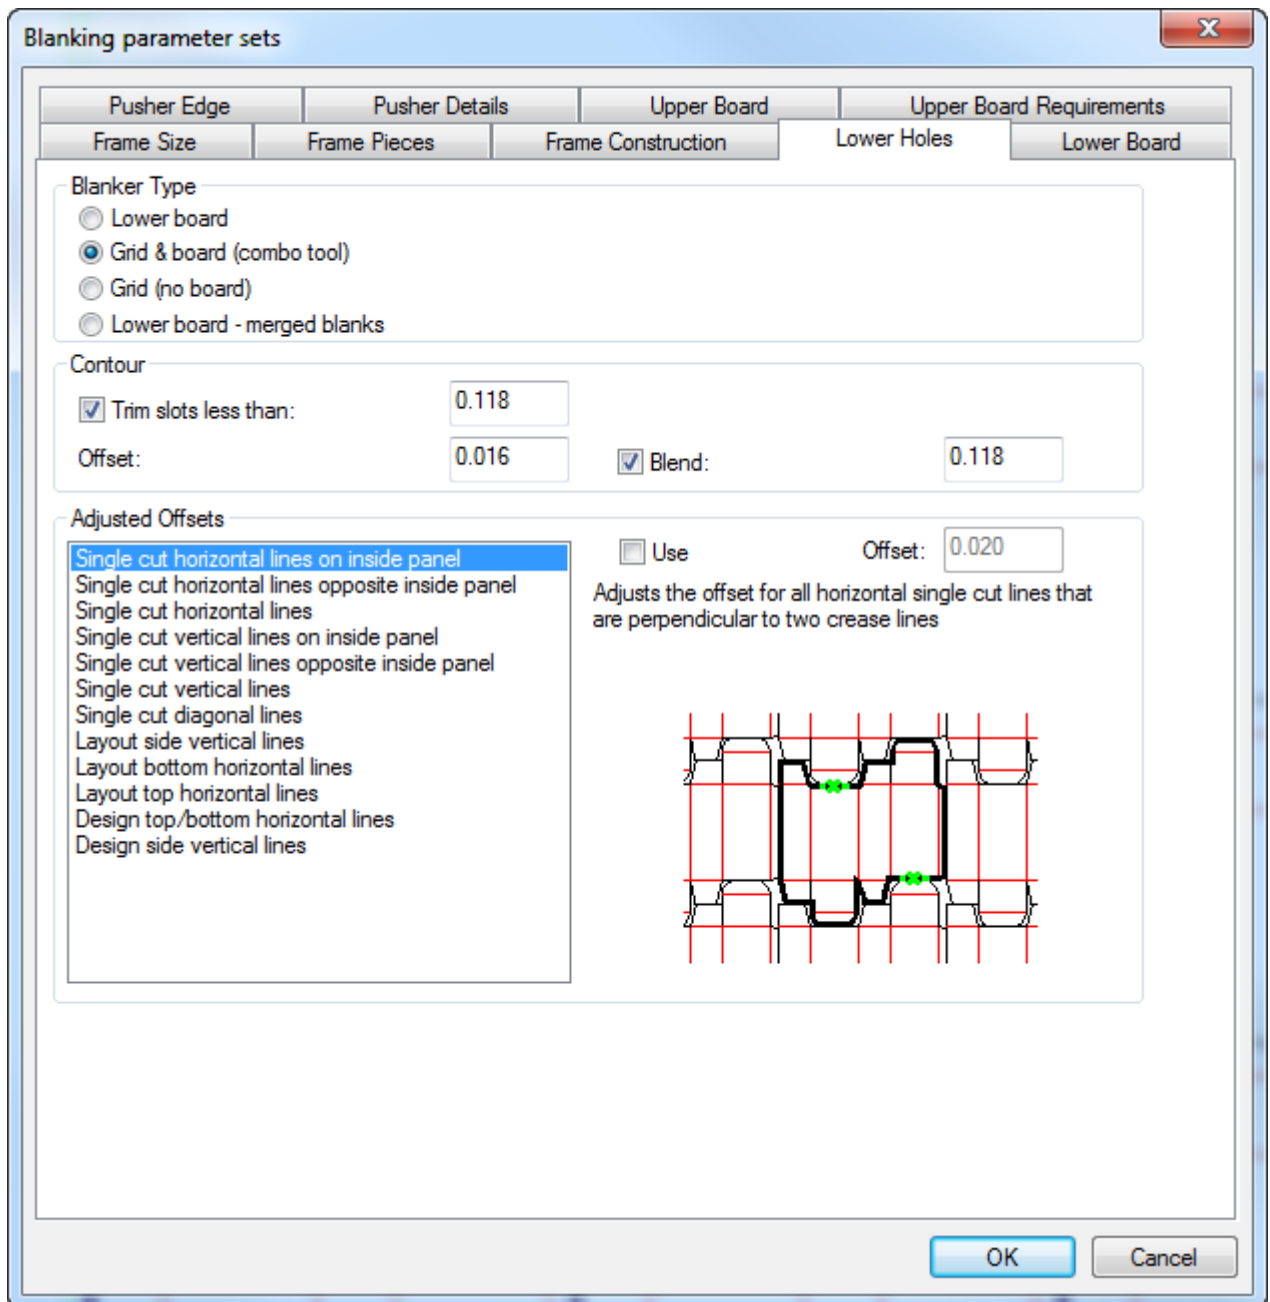 Blanking parameter sets
Pusher Edge
Pusher Details
Upper Board
Upper Board Requirements
Frame Size
Frame Pieces
Frame Construction
Lower Holes
Lower Board
Blanker Type
Lower board
Grid & board (combo tool)
Grid (no board)
Lower board - merged blanks
Contour
Trim slots less than:
0.118
Offset:
0.016
Blend:
0.118
Adjusted Offsets
Single cut horizontal lines on inside panel
Single cut horizontal lines opposite inside panel
Single cut horizontal lines
Single cut vertical lines on inside panel
Single cut vertical lines opposite inside panel
Single cut vertical lines
Single cut diagonal lines
Layout side vertical lines
Layout bottom horizontal lines
Layout top horizontal lines
Design top/bottom horizontal lines
Design side vertical lines
Use
Offset:
0.020
Adjusts the offset for all horizontal single cut lines that
are perpendicular to two crease lines
OK
Cancel